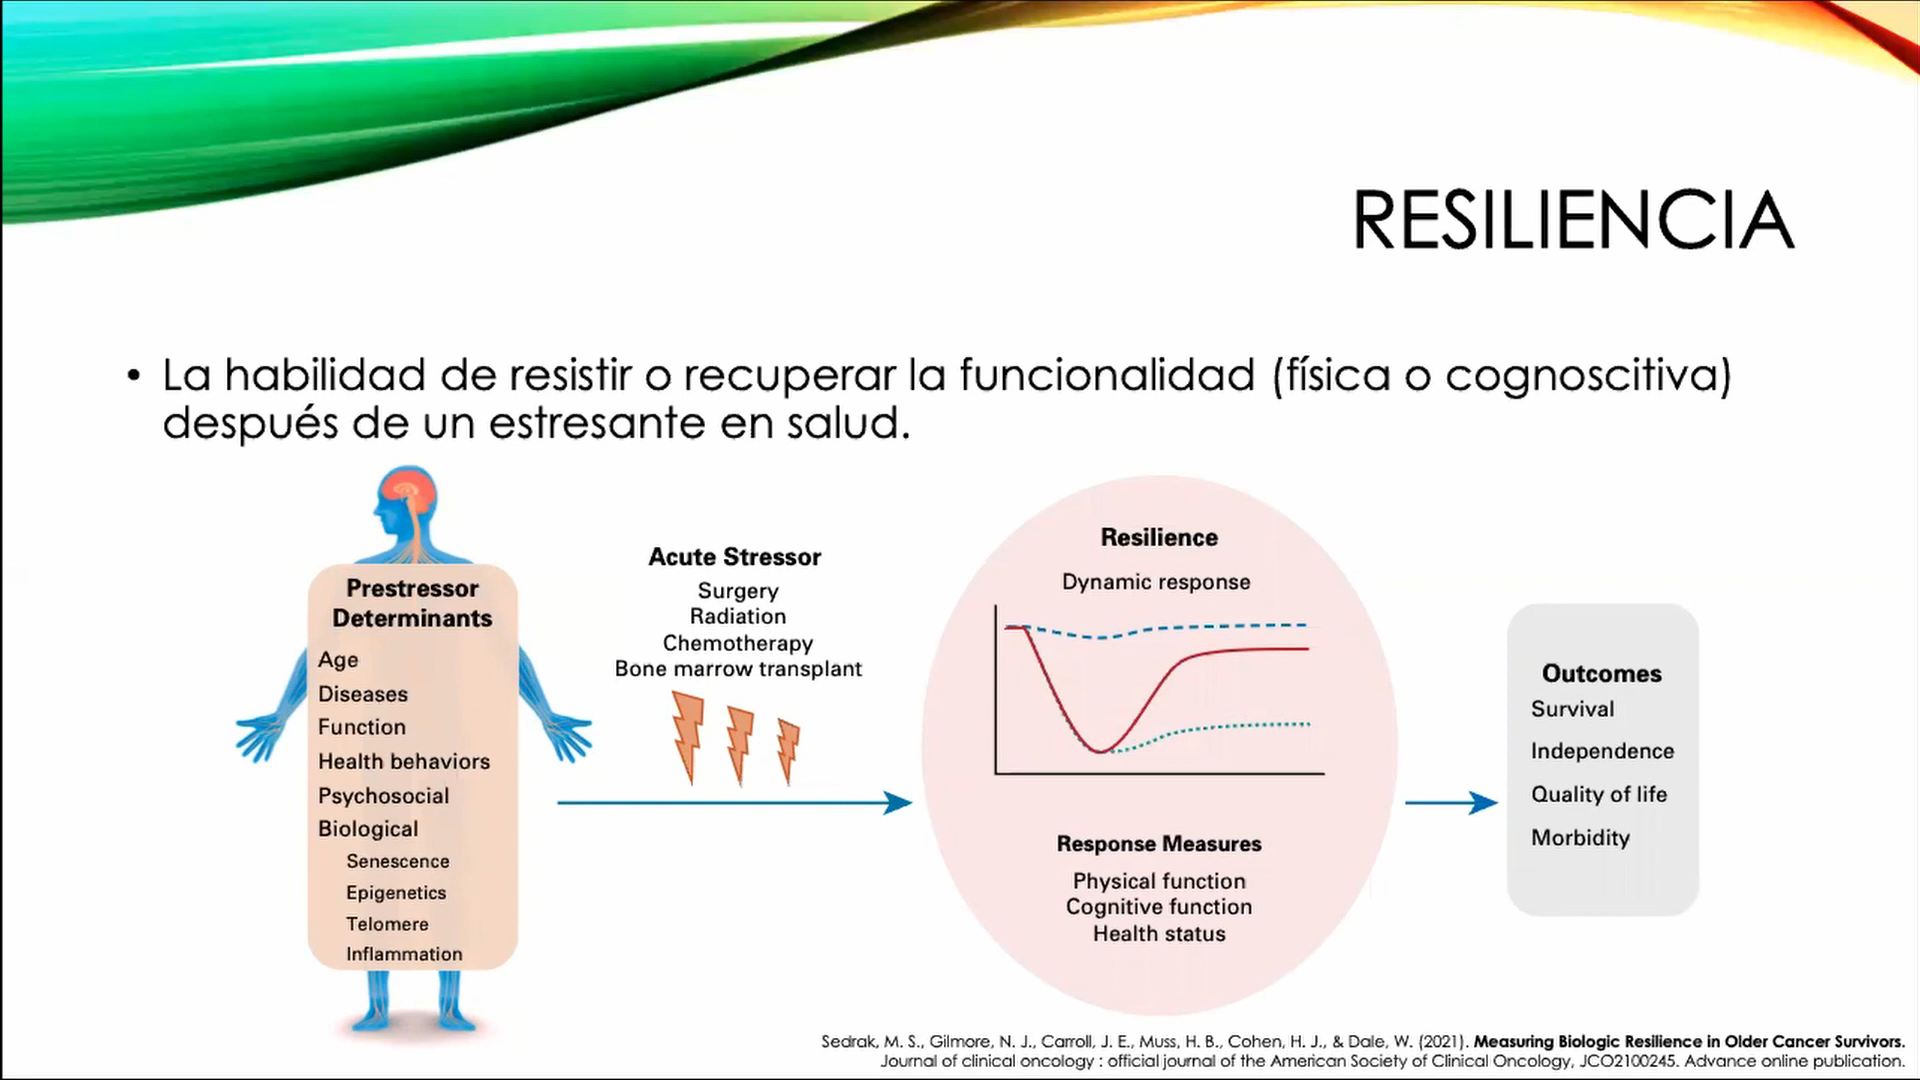 RESILIENCIA
• La habilidad de resistir o recuperar la funcionalidad (física o cognoscitiva)
después de un estresante en salud.
Prestressor
Determinants
Age
Diseases
Function
Health behaviors
Psychosocial
Biological
Senescence
Epigenetics
Telomere
Inflammation
Acute Stressor
Surgery
Radiation
Chemotherapy
Bone marrow transplant
Resilience
Dynamic response
Response Measures
Physical function
Cognitive function
Health status
Outcomes
Survival
Independence
Quality of life
Morbidity
Sedrak, M. S., Gilmore, N. J., Carroll, J. E., Muss, H. B., Cohen, H. J., & Dale, W. (2021). Measuring Biologic Resilience in Older Cancer Survivors.
Journal of clinical oncology : official journal of the American Society of Clinical Oncology, JCO2100245. Advance online publication.